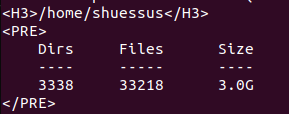 <H3>/home/shuessus</H3>
<PRE>
Dirs Files Size
---- ----- ----
3338 33218 3.0G
</PRE>